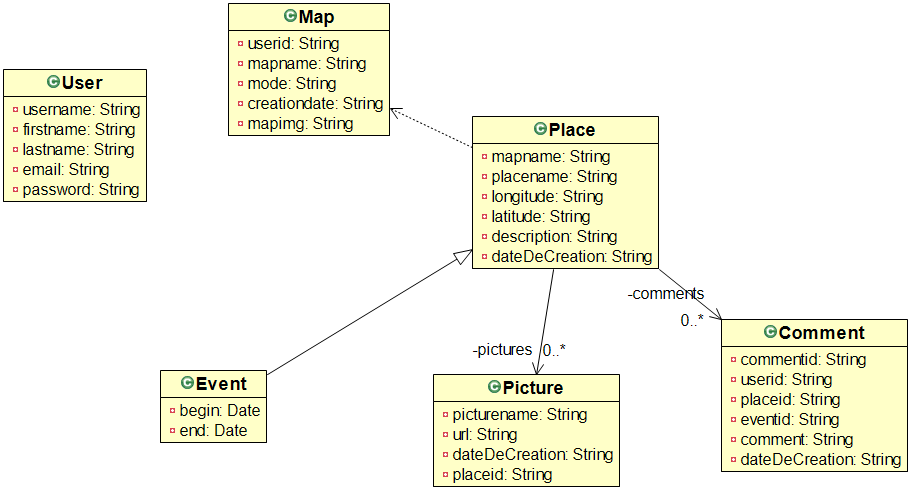 Map
userid: String
mapname: String
mode: String
creationdate: String
mapimg: String
User
username: String
firstname: String
lastname: String
email: String
password: String
Place
mapname: String
placename: String
longitude: String
latitude: String
description: String
dateDeCreation: String
-comments
0..*
-pictures 0..*
Event
begin: Date
end: Date
Picture
picturename: String
url: String
dateDeCreation: String
placeid: String
Comment
commentid: String
userid: String
placeid: String
eventid: String
comment: String
dateDeCreation: String